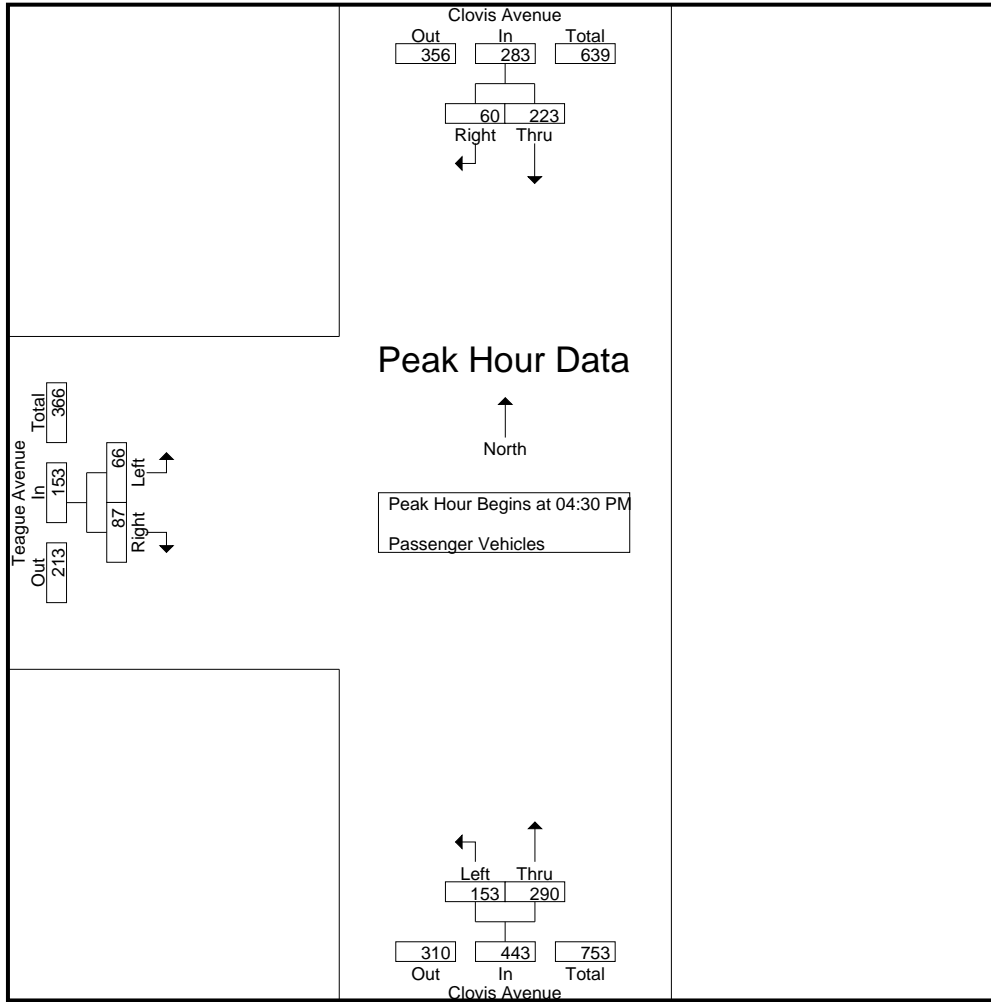 Clovis Avenue
Out In Total
356 283 639
60 223
Right Thru
Peak Hour Data
North
Peak Hour Begins at 04:30 PM
Passenger Vehicles
Teague Avenue
Out In Total
213 153 366
66 87
Left Right
Left Thru
153 290
310 443 753
Out In Total
Clovis Avenue